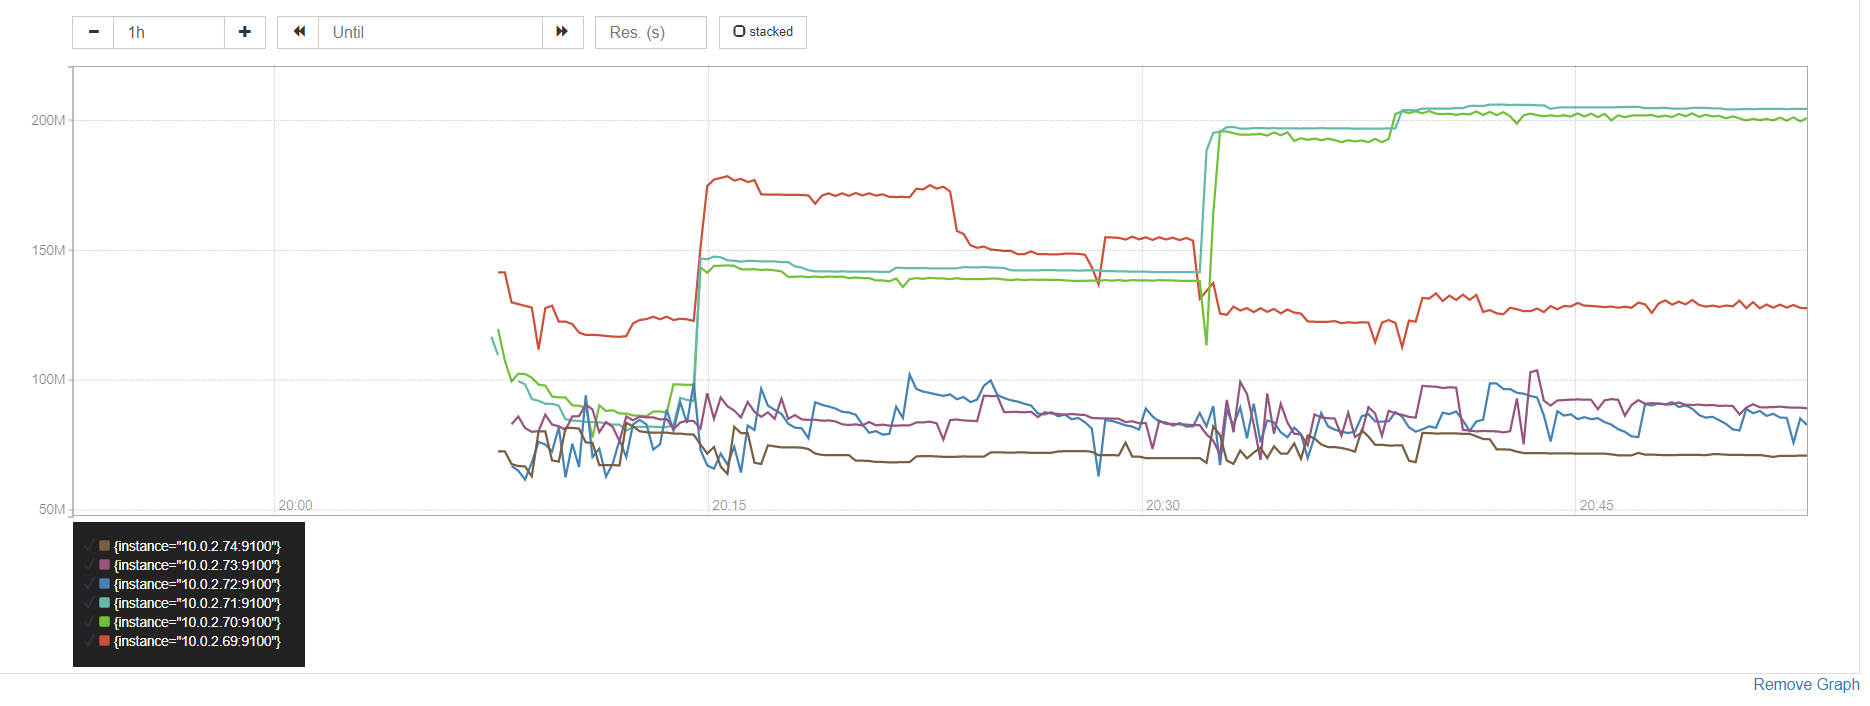 1h Until Res. (s) stacked
200M
150M
100M
50M
20:00 20:15 20:30 20:45
{instance="10.0.2.74:9100"}
{instance="10.0.2.73:9100"}
{instance="10.0.2.72:9100"}
{instance="10.0.2.71:9100"}
{instance="10.0.2.70:9100"}
{instance="10.0.2.69:9100"}
Remove Graph